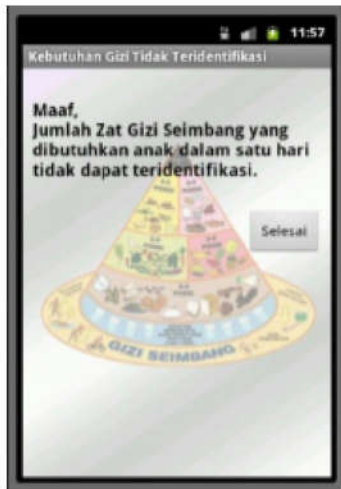 11:57
Kebutuhan Gizi Tidak Teridentifikasi
Maaf,
Jumlah Zat Gizi Seimbang yang
dibutuhkan anak dalam satu hari
tidak dapat teridentifikasi.
Selesai
GIZI SEIMBANG